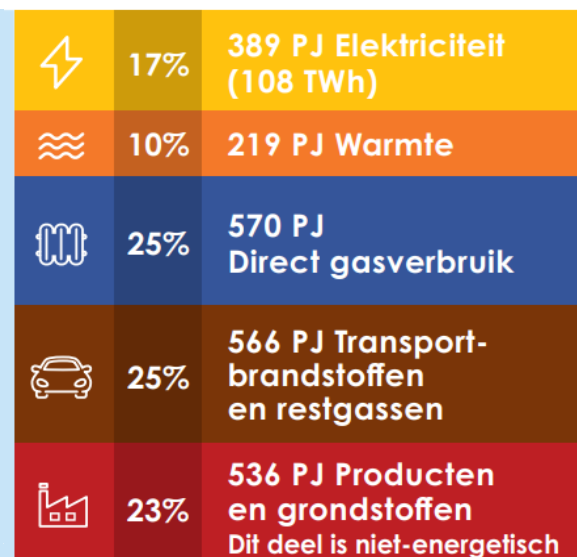 17%
389 PJ Elektriciteit
(108 TWh)
10%
219 PJ Warmte
25%
570 PJ
Direct gasverbruik
25%
566 PJ Transport-
brandstoffen
en restgassen
23%
536 PJ Producten
en grondstoffen
Dit deel is niet-energetisch